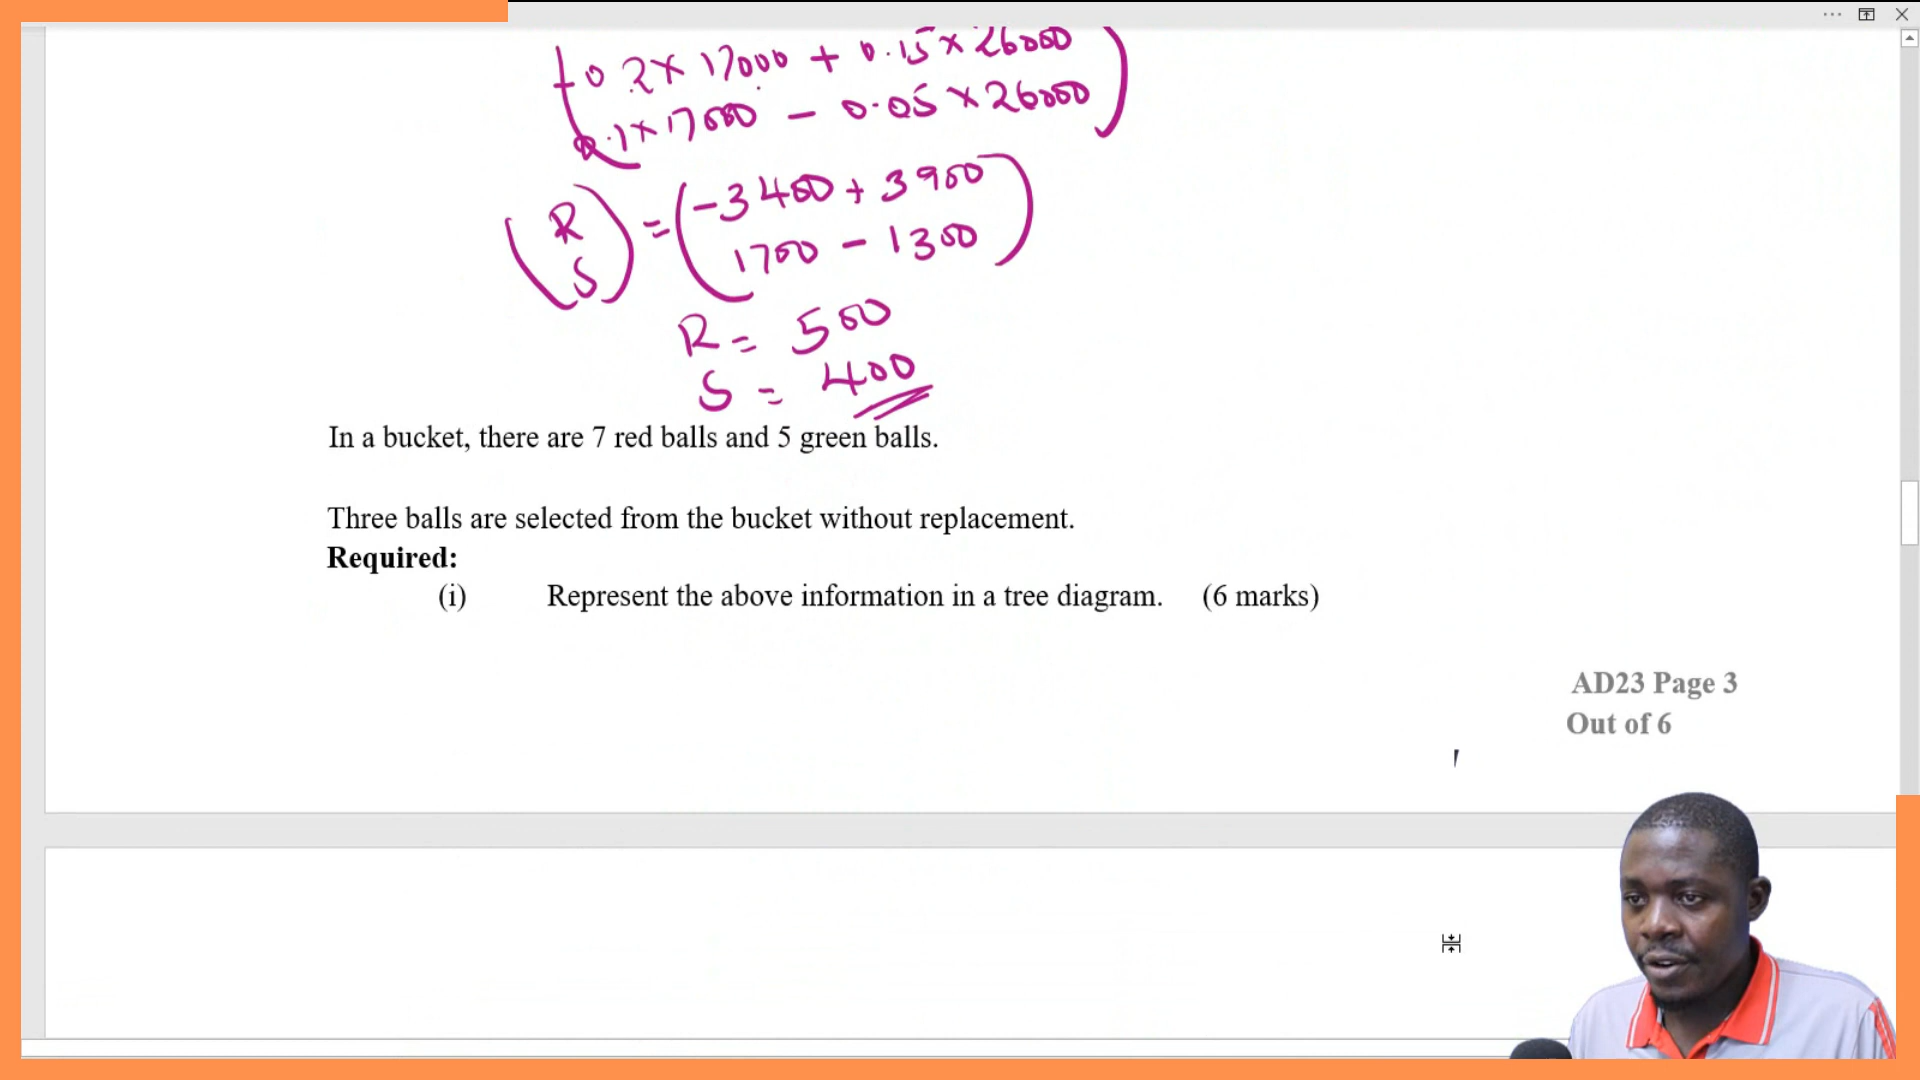 -0.2 × 17000 + 0.15 × 26000
0.1 × 17000 - 0.05 × 26000
-3400 + 3900
R =
S 1700 - 1300
R = 500
S = 400
In a bucket, there are 7 red balls and 5 green balls.
Three balls are selected from the bucket without replacement.
Required:
(i) Represent the above information in a tree diagram. (6 marks)
AD23 Page 3
Out of 6